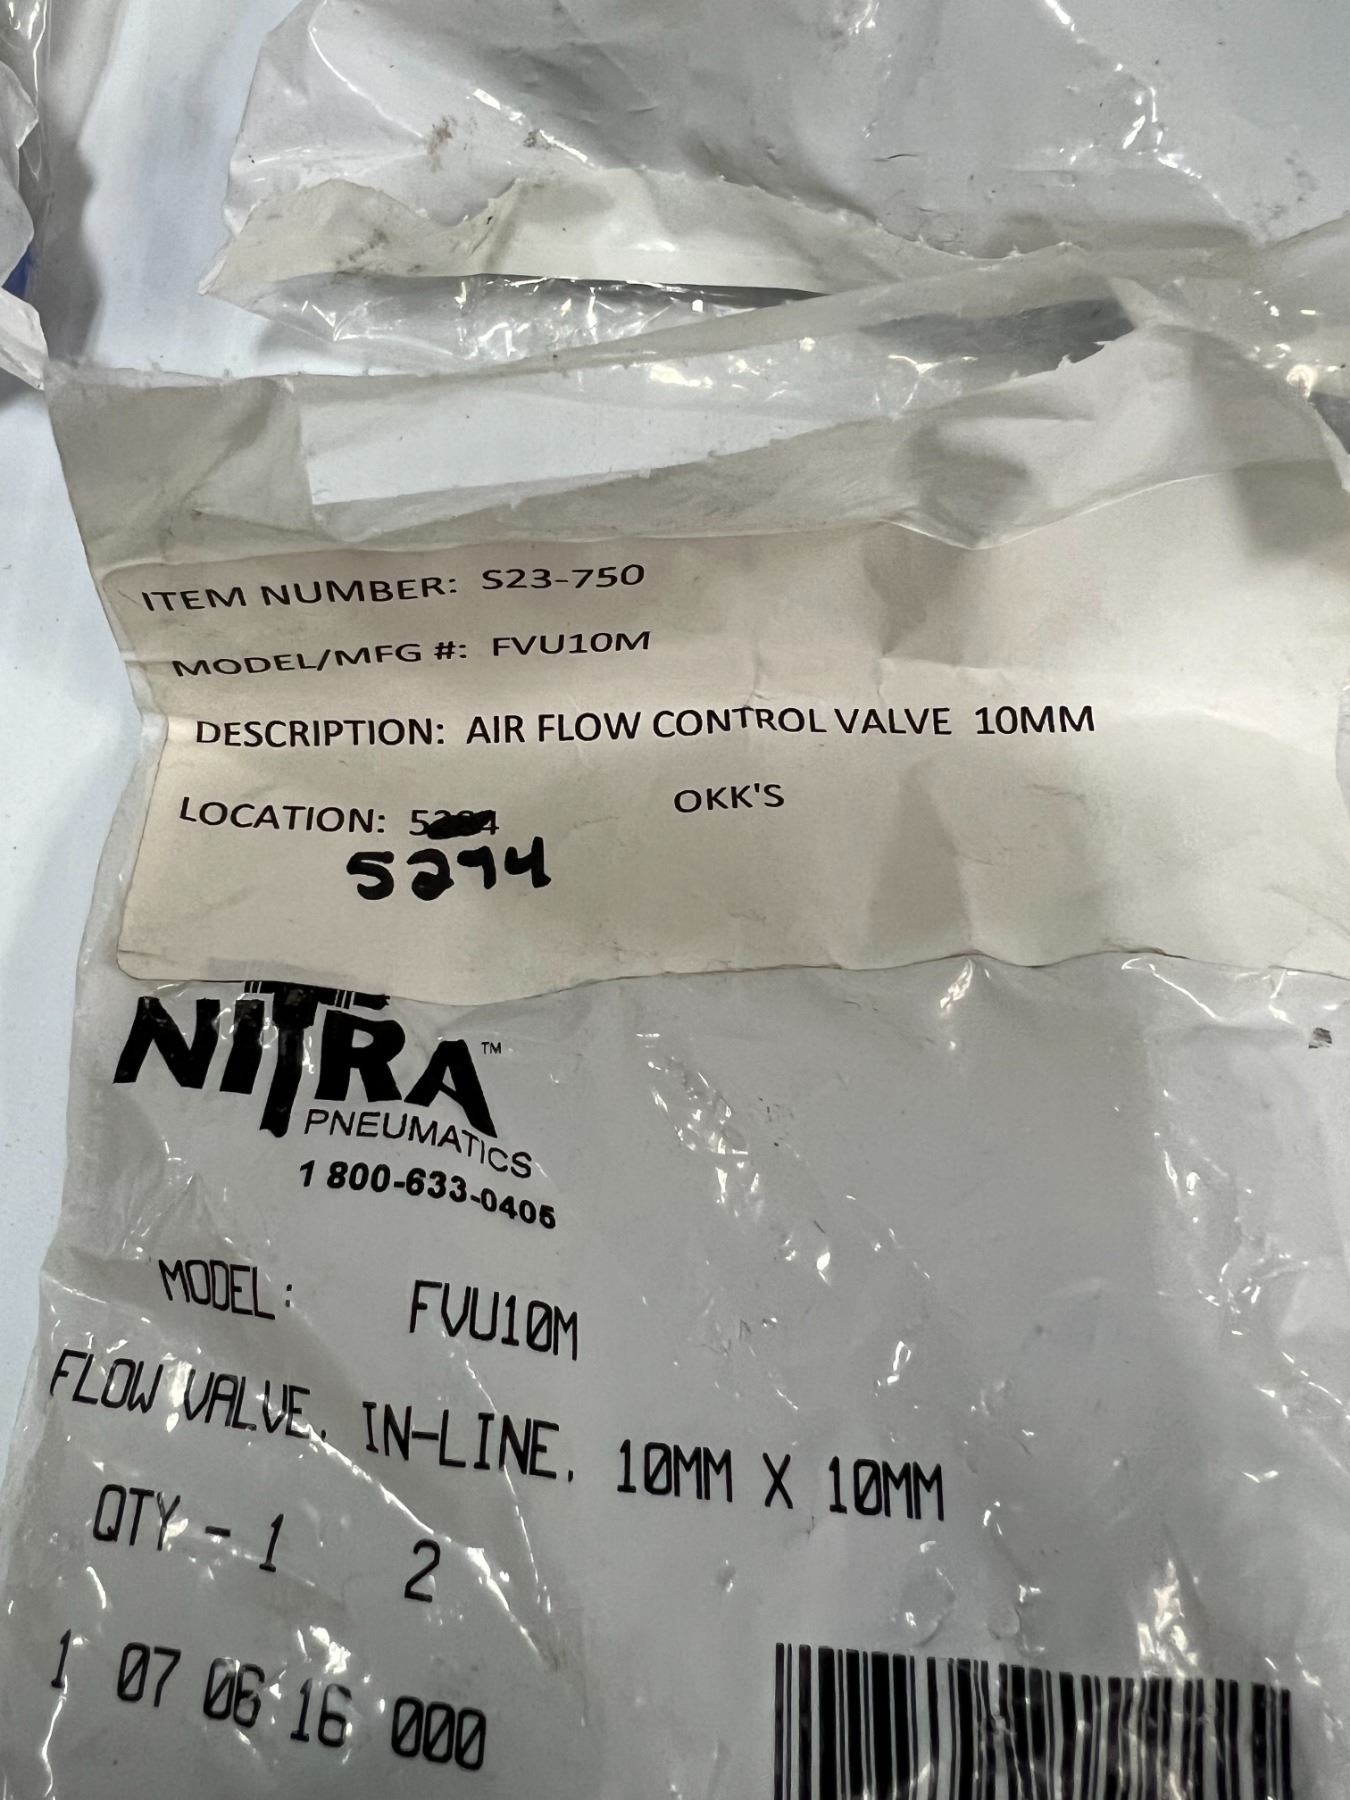 ITEM NUMBER: S23-750
MODEL/MFG #: FVU10M
DESCRIPTION: AIR FLOW CONTROL VALVE 10MM
LOCATION: OKK'S
5274
NITRA™
PNEUMATICS
1 800-633-0405
MODEL: FVU10M
FLOW VALVE, IN-LINE, 10MM X 10MM
QTY - 1 2
1 07 06 16 000